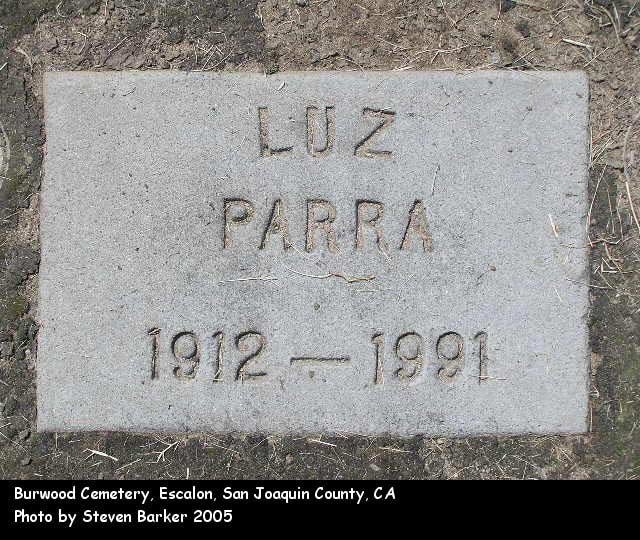 LUZ
PARRA
1912 — 1991
Burwood Cemetery, Escalon, San Joaquin County, CA
Photo by Steven Barker 2005